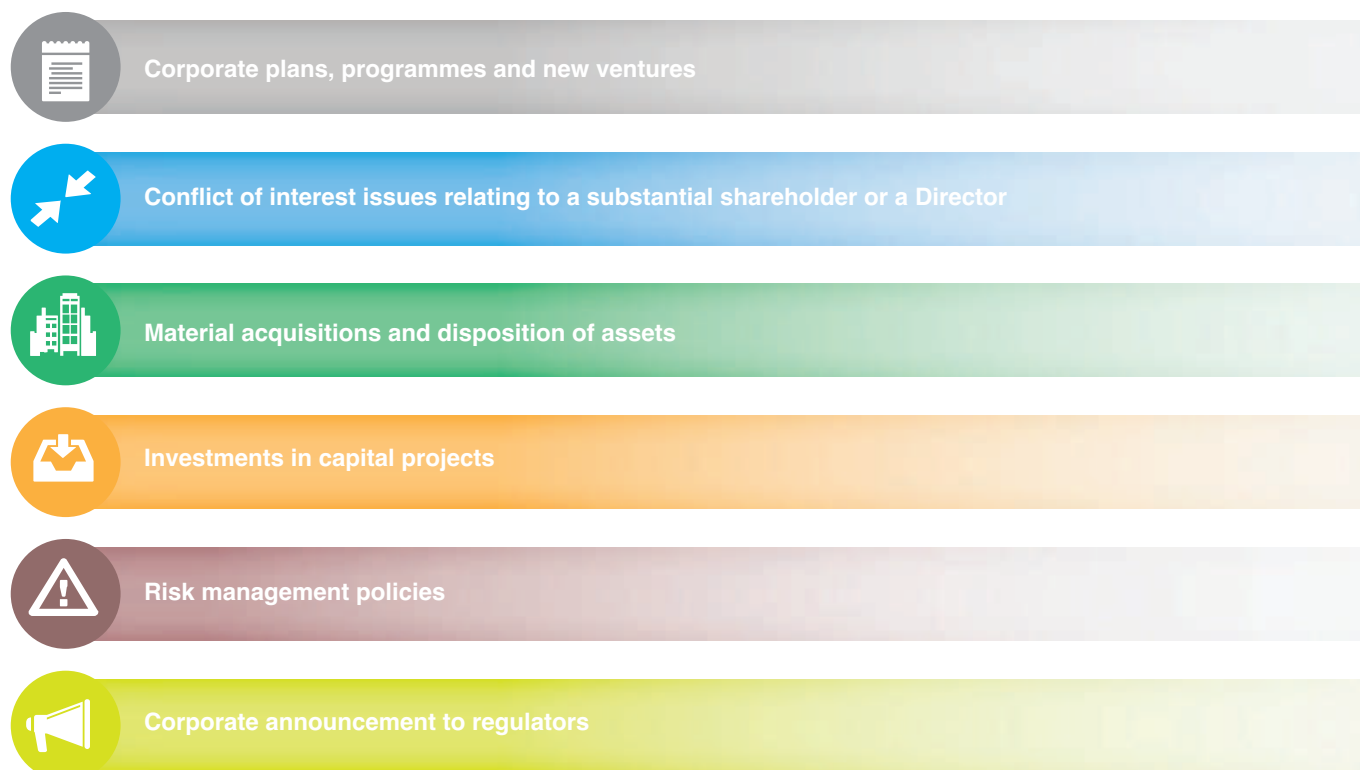 Corporate plans, programmes and new ventures
Conflict of interest issues relating to a substantial shareholder or a Director
Material acquisitions and disposition of assets
Investments in capital projects
Risk management policies
Corporate announcement to regulators